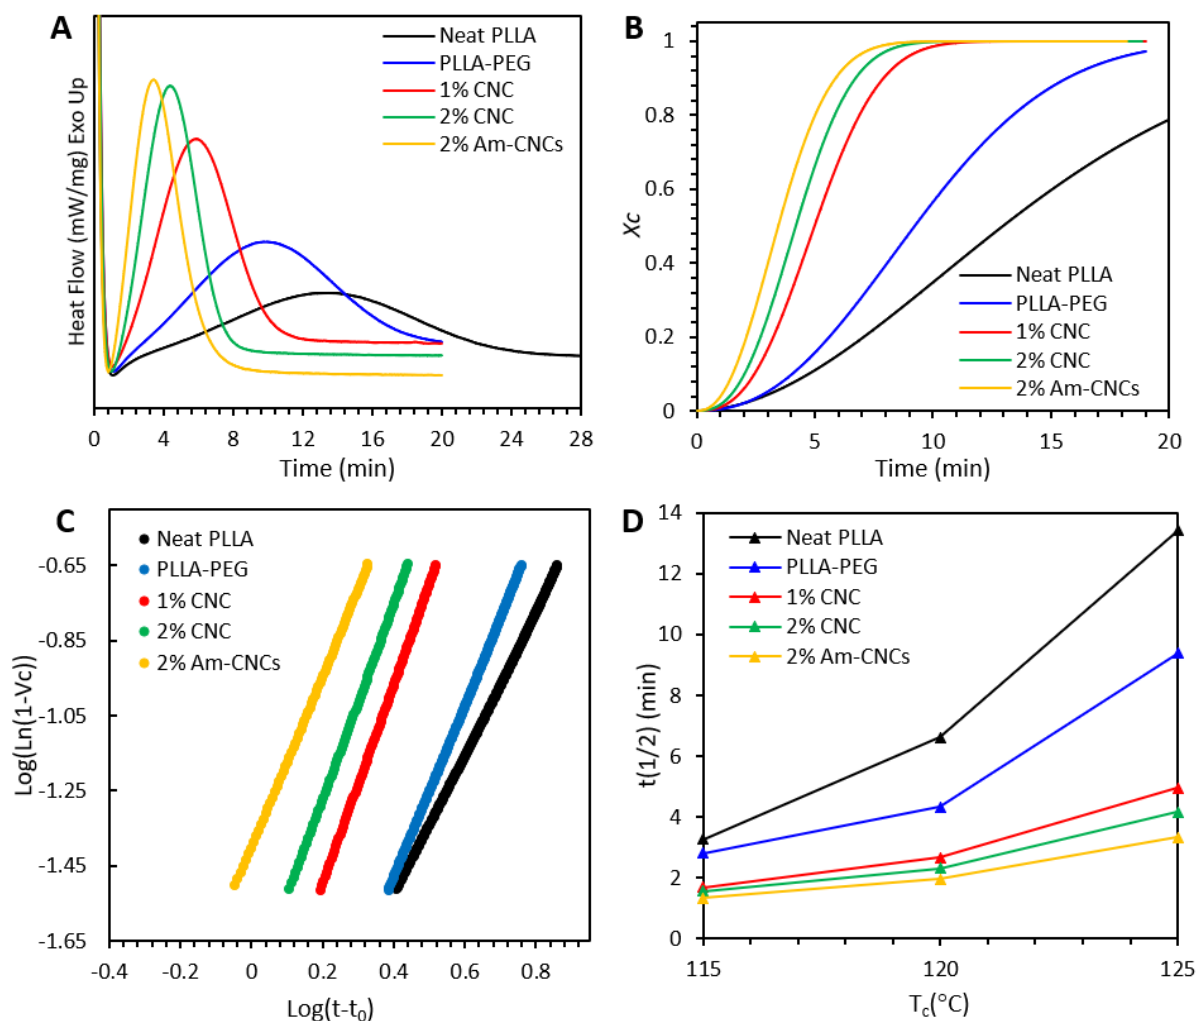 A
Neat PLLA
PLLA-PEG
1% CNC
2% CNC
2% Am-CNCs
Heat Flow (mW/mg) Exo Up
0 4 8 12 16 20 24 28
Time (min)
B
1
0.8
0.6
0.4
0.2
0
Xc
Neat PLLA
PLLA-PEG
1% CNC
2% CNC
2% Am-CNCs
0 5 10 15 20
Time (min)
C
Neat PLLA
PLLA-PEG
1% CNC
2% CNC
2% Am-CNCs
-0.65
-0.85
-1.05
-1.25
-1.45
-1.65
Log(Ln(1-Vc))
-0.4 -0.2 0 0.2 0.4 0.6 0.8
Log(t-t0)
D
14
12
10
8
6
4
2
0
t(1/2) (min)
Neat PLLA
PLLA-PEG
1% CNC
2% CNC
2% Am-CNCs
115 120 125
Tc(°C)